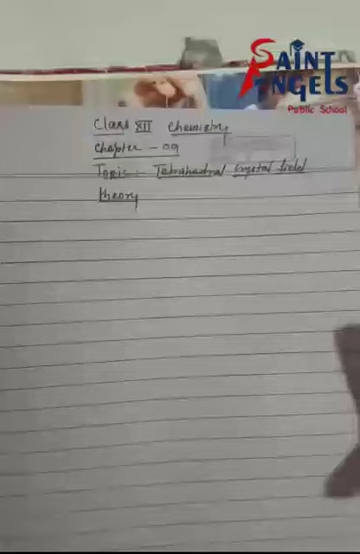 SAINT
ANGELS
Public School
Class XII Chemistry
Chapter - 09
Topic :- Tetrahedral Crystal field
theory